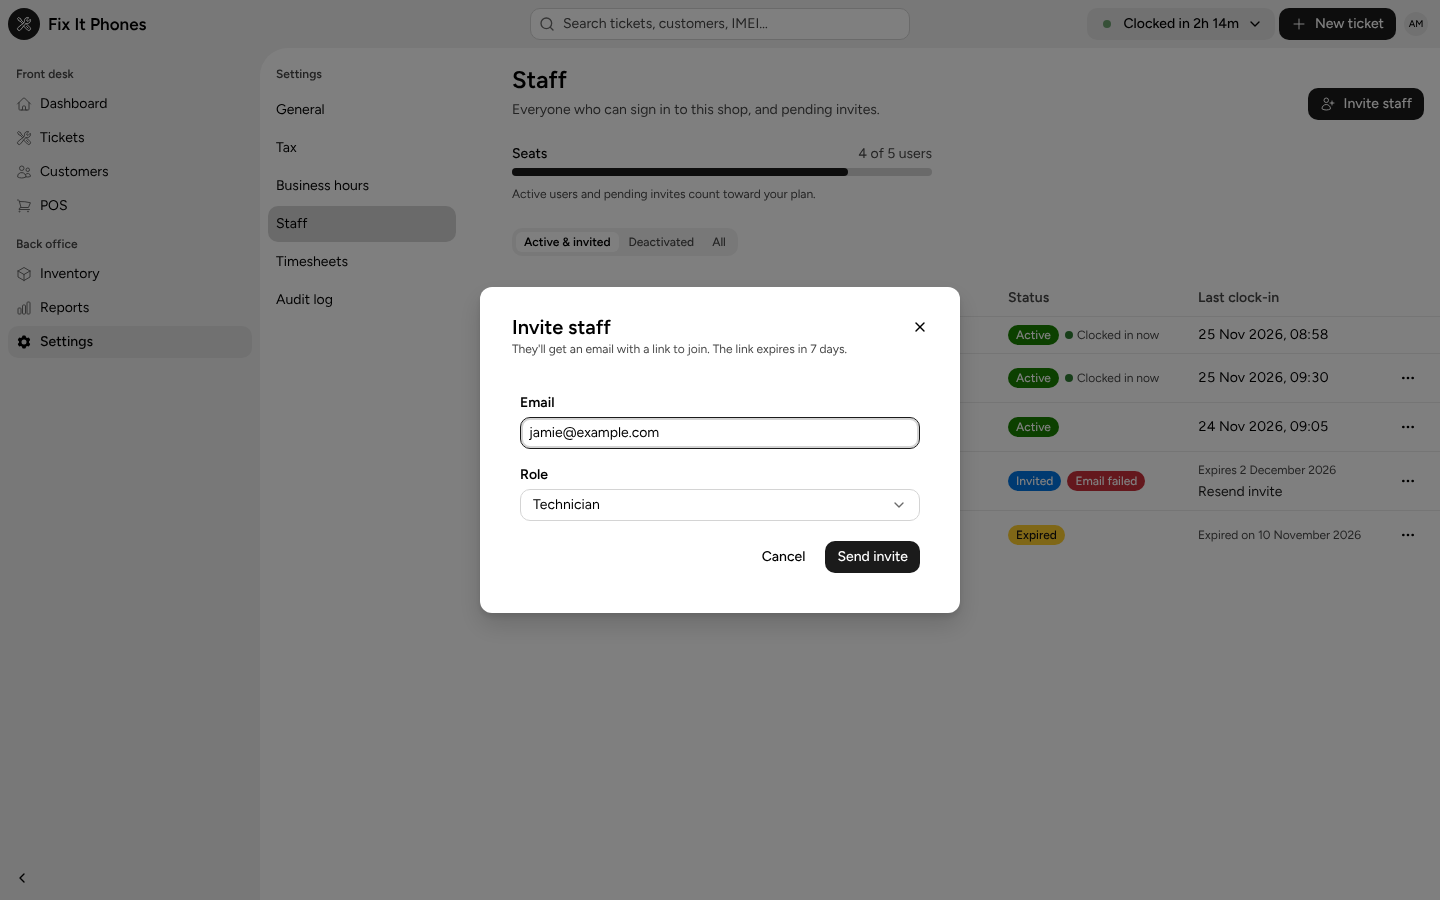 Fix It Phones
Search tickets, customers, IMEI...
Clocked in 2h 14m
New ticket
AM
Front desk
Dashboard
Tickets
Customers
POS
Back office
Inventory
Reports
Settings
Settings
General
Tax
Business hours
Staff
Timesheets
Audit log
Staff
Everyone who can sign in to this shop, and pending invites.
Invite staff
Seats
4 of 5 users
Active users and pending invites count toward your plan.
Active & invited
Deactivated
All
Status
Last clock-in
Active
Clocked in now
25 Nov 2026, 08:58
Active
Clocked in now
25 Nov 2026, 09:30
Active
24 Nov 2026, 09:05
Invited
Email failed
Expires 2 December 2026
Resend invite
Expired
Expired on 10 November 2026
Invite staff
They'll get an email with a link to join. The link expires in 7 days.
Email
jamie@example.com
Role
Technician
Cancel
Send invite